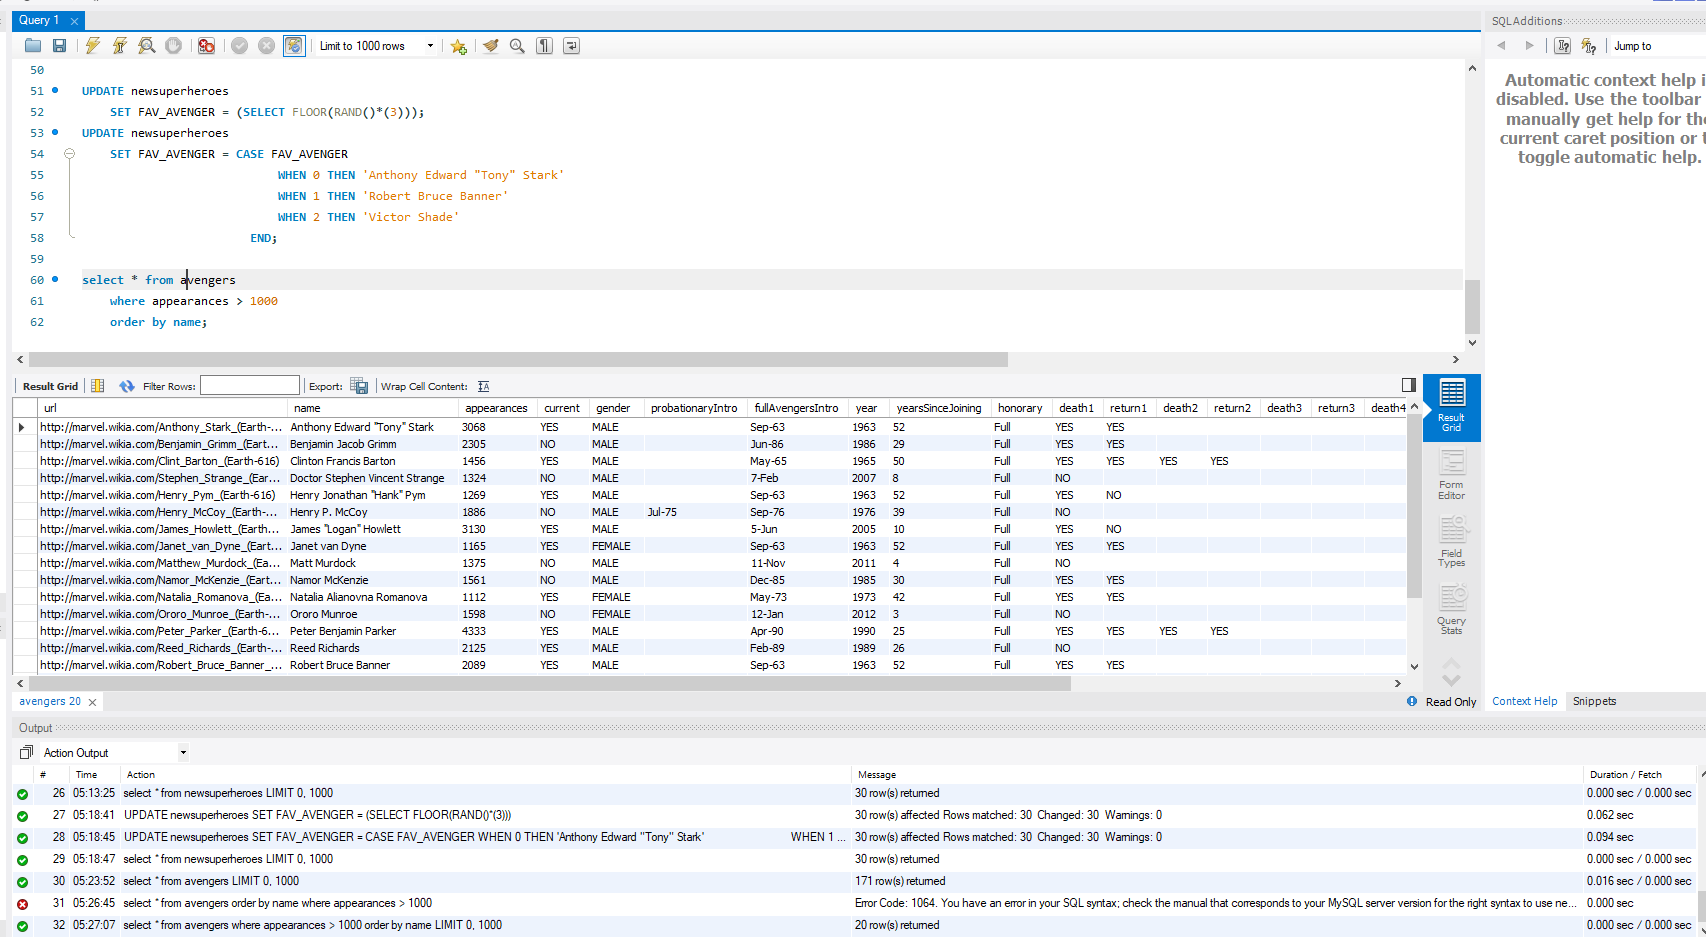 Query 1
Limit to 1000 rows
50
51 UPDATE newsuperheroes
52 SET FAV_AVENGER = (SELECT FLOOR(RAND()*(3)));
53 UPDATE newsuperheroes
54 SET FAV_AVENGER = CASE FAV_AVENGER
55 WHEN 0 THEN 'Anthony Edward "Tony" Stark'
56 WHEN 1 THEN 'Robert Bruce Banner'
57 WHEN 2 THEN 'Victor Shade'
58 END;
59
60 select * from avengers
61 where appearances > 1000
62 order by name;
SQLAdditions
Jump to
Automatic context help i
disabled. Use the toolbar
manually get help for the
current caret position or t
toggle automatic help.
Result Grid Filter Rows: Export: Wrap Cell Content:
url name appearances current gender probationaryIntro fullAvengersIntro year yearsSinceJoining honorary death1 return1 death2 return2 death3 return3 death4
http://marvel.wikia.com/Anthony_Stark_(Earth-... Anthony Edward "Tony" Stark 3068 YES MALE Sep-63 1963 52 Full YES YES
http://marvel.wikia.com/Benjamin_Grimm_(Eart... Benjamin Jacob Grimm 2305 NO MALE Jun-86 1986 29 Full YES YES
http://marvel.wikia.com/Clint_Barton_(Earth-616) Clinton Francis Barton 1456 YES MALE May-65 1965 50 Full YES YES YES YES
http://marvel.wikia.com/Stephen_Strange_(Ear... Doctor Stephen Vincent Strange 1324 NO MALE 7-Feb 2007 8 Full NO
http://marvel.wikia.com/Henry_Pym_(Earth-616) Henry Jonathan "Hank" Pym 1269 YES MALE Sep-63 1963 52 Full YES NO
http://marvel.wikia.com/Henry_McCoy_(Earth-... Henry P. McCoy 1886 NO MALE Jul-75 Sep-76 1976 39 Full NO
http://marvel.wikia.com/James_Howlett_(Earth... James "Logan" Howlett 3130 YES MALE 5-Jun 2005 10 Full YES NO
http://marvel.wikia.com/Janet_van_Dyne_(Eart... Janet van Dyne 1165 YES FEMALE Sep-63 1963 52 Full YES YES
http://marvel.wikia.com/Matthew_Murdock_(Ea... Matt Murdock 1375 NO MALE 11-Nov 2011 4 Full NO
http://marvel.wikia.com/Namor_McKenzie_(Eart... Namor McKenzie 1561 NO MALE Dec-85 1985 30 Full YES YES
http://marvel.wikia.com/Natalia_Romanova_(Ea... Natalia Alianovna Romanova 1112 YES FEMALE May-73 1973 42 Full YES YES
http://marvel.wikia.com/Ororo_Munroe_(Earth-... Ororo Munroe 1598 NO FEMALE 12-Jan 2012 3 Full NO
http://marvel.wikia.com/Peter_Parker_(Earth-6... Peter Benjamin Parker 4333 YES MALE Apr-90 1990 25 Full YES YES YES YES
http://marvel.wikia.com/Reed_Richards_(Earth-... Reed Richards 2125 YES MALE Feb-89 1989 26 Full NO
http://marvel.wikia.com/Robert_Bruce_Banner_... Robert Bruce Banner 2089 YES MALE Sep-63 1963 52 Full YES YES
Result
Grid
Form
Editor
Field
Types
Query
Stats
avengers 20
Read Only
Context Help Snippets
Output
Action Output
# Time Action Message Duration / Fetch
26 05:13:25 select * from newsuperheroes LIMIT 0, 1000 30 row(s) returned 0.000 sec / 0.000 sec
27 05:18:41 UPDATE newsuperheroes SET FAV_AVENGER = (SELECT FLOOR(RAND()*(3))) 30 row(s) affected Rows matched: 30 Changed: 30 Warnings: 0 0.062 sec
28 05:18:45 UPDATE newsuperheroes SET FAV_AVENGER = CASE FAV_AVENGER WHEN 0 THEN 'Anthony Edward "Tony" Stark' WHEN 1 ... 30 row(s) affected Rows matched: 30 Changed: 30 Warnings: 0 0.094 sec
29 05:18:47 select * from newsuperheroes LIMIT 0, 1000 30 row(s) returned 0.000 sec / 0.000 sec
30 05:23:52 select * from avengers LIMIT 0, 1000 171 row(s) returned 0.016 sec / 0.000 sec
31 05:26:45 select * from avengers order by name where appearances > 1000 Error Code: 1064. You have an error in your SQL syntax; check the manual that corresponds to your MySQL server version for the right syntax to use ne... 0.000 sec
32 05:27:07 select * from avengers where appearances > 1000 order by name LIMIT 0, 1000 20 row(s) returned 0.000 sec / 0.000 sec